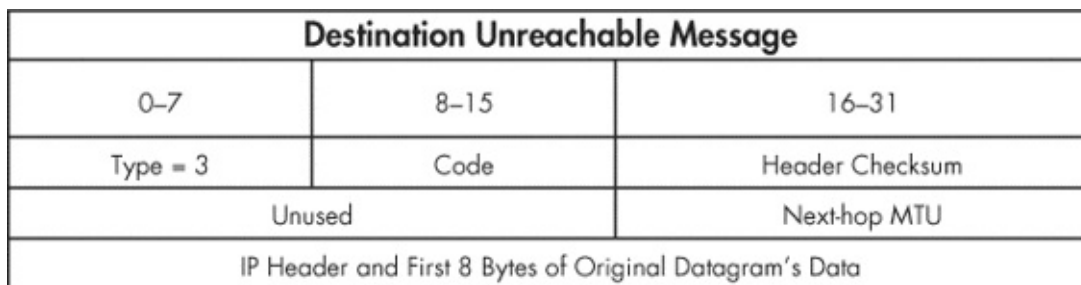 Destination Unreachable Message
0–7 8–15 16–31
Type = 3 Code Header Checksum
Unused Next-hop MTU
IP Header and First 8 Bytes of Original Datagram's Data